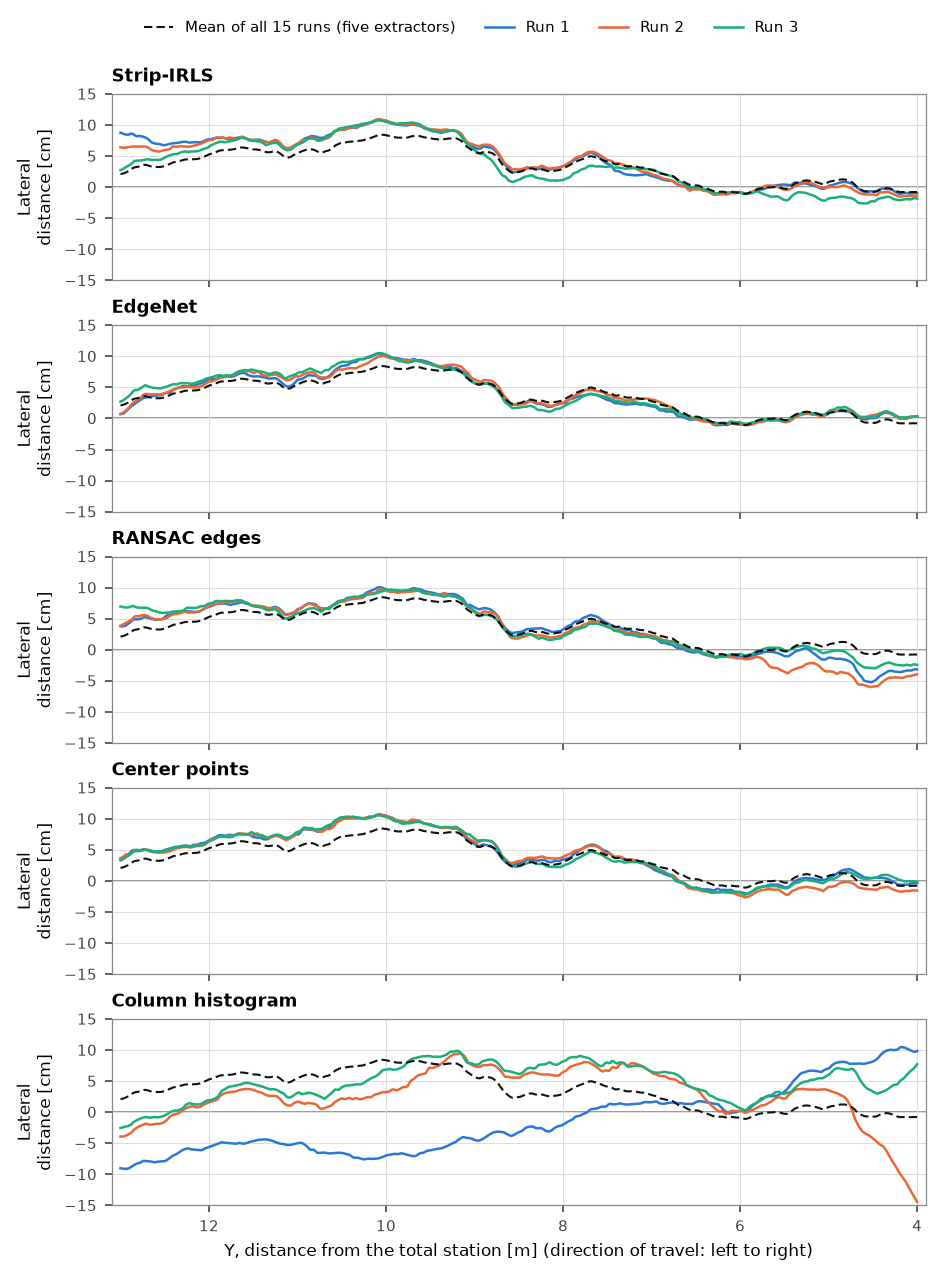 Mean of all 15 runs (five extractors) Run 1 Run 2 Run 3
Strip-IRLS
15
10
5
0
−5
−10
−15
Lateral
distance [cm]
EdgeNet
15
10
5
0
−5
−10
−15
Lateral
distance [cm]
RANSAC edges
15
10
5
0
−5
−10
−15
Lateral
distance [cm]
Center points
15
10
5
0
−5
−10
−15
Lateral
distance [cm]
Column histogram
15
10
5
0
−5
−10
−15
Lateral
distance [cm]
12 10 8 6 4
Y, distance from the total station [m] (direction of travel: left to right)